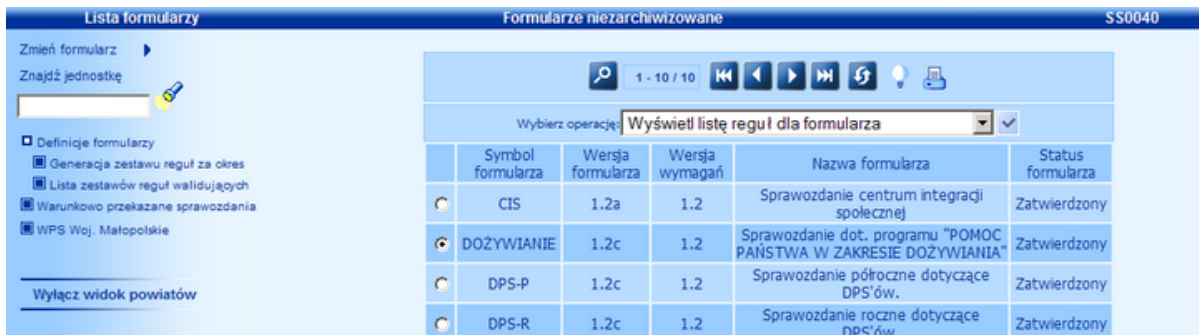 Lista formularzy
Formularze niezarchiwizowane
SS0040
Zmień formularz
Znajdź jednostkę
Definicje formularzy
Generacja zestawu reguł za okres
Lista zestawów reguł walidujących
Warunkowo przekazane sprawozdania
WPS Woj. Małopolskie
Wyłącz widok powiatów
1 - 10 / 10
Wybierz operację: Wyświetl listę reguł dla formularza
Symbol formularza Wersja formularza Wersja wymagań Nazwa formularza Status formularza
CIS 1.2a 1.2 Sprawozdanie centrum integracji społecznej Zatwierdzony
DOŻYWIANIE 1.2c 1.2 Sprawozdanie dot. programu "POMOC PAŃSTWA W ZAKRESIE DOŻYWIANIA" Zatwierdzony
DPS-P 1.2c 1.2 Sprawozdanie półroczne dotyczące DPS'ów. Zatwierdzony
DPS-R 1.2c 1.2 Sprawozdanie roczne dotyczące DPS'ów Zatwierdzony